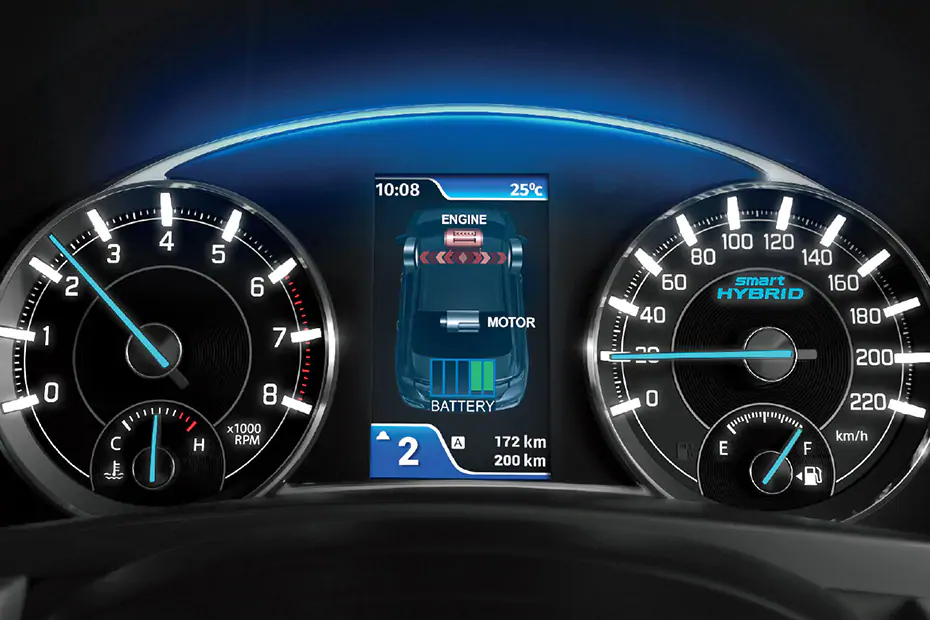 10:08 25°C
ENGINE
MOTOR
BATTERY
2 A 172 km
200 km
0
1
2
3
4
5
6
7
8
x1000
RPM
C H
0
20
40
60
80
100
120
140
160
180
200
220
smart
HYBRID
km/h
E F